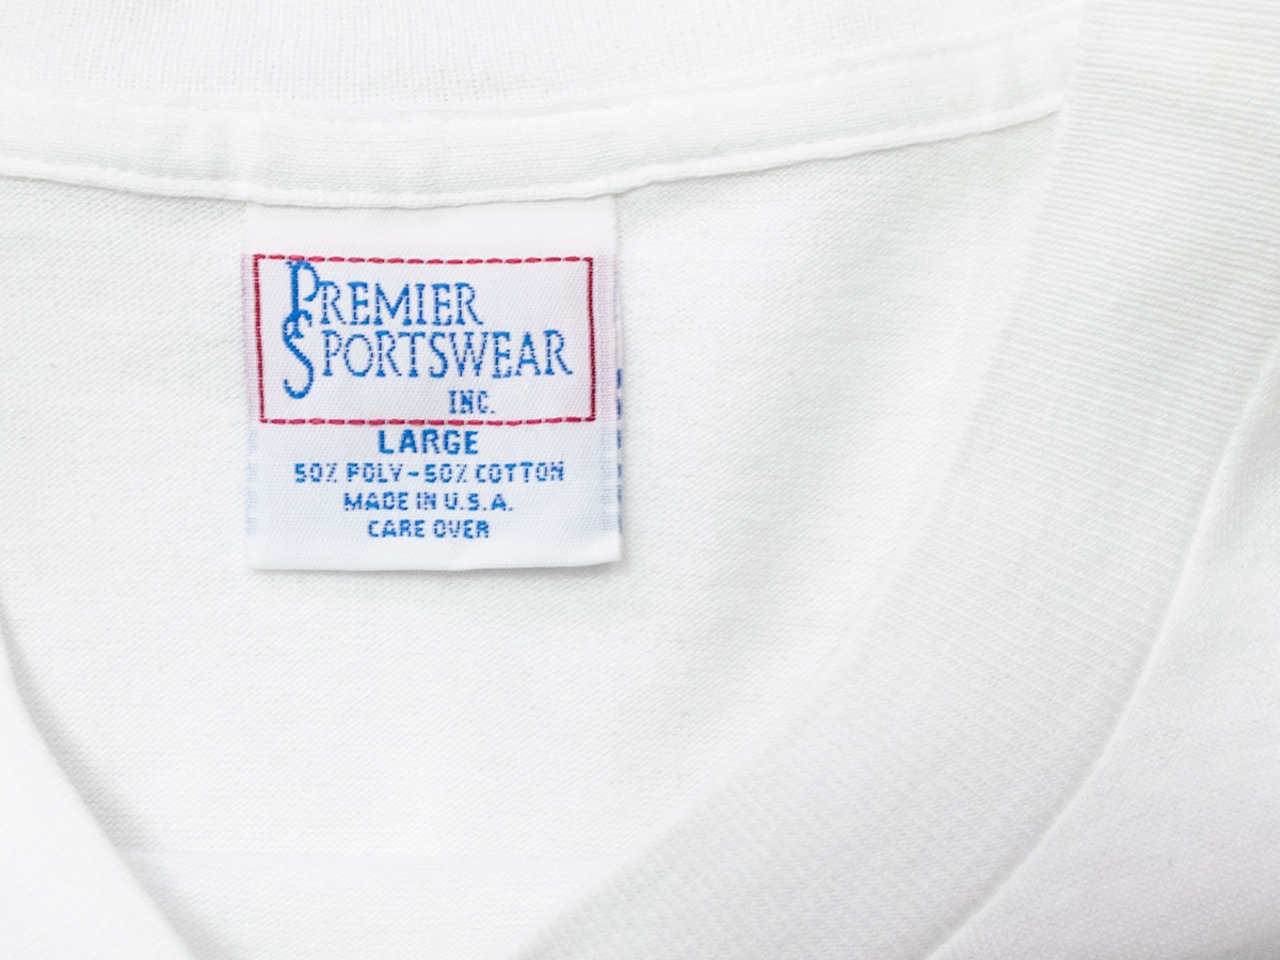 PREMIER
SPORTSWEAR
INC.
LARGE
50% POLY-50% COTTON
MADE IN U.S.A.
CARE OVER